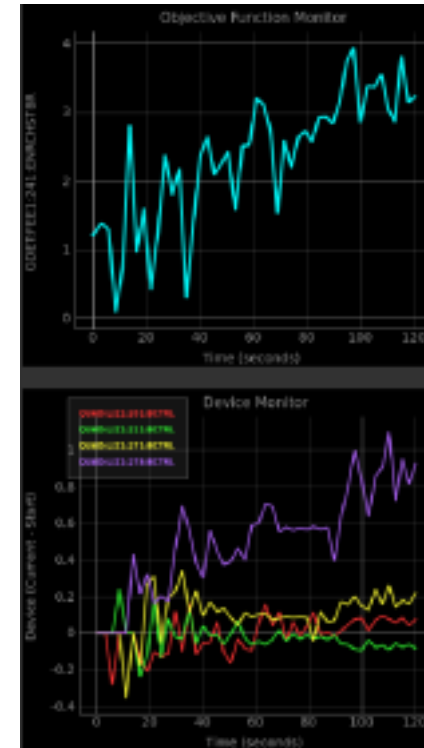 Objective Function Monitor
4
3
2
1
0
0 20 40 60 80 100 120
Time (seconds)
Device Monitor
1
0.8
0.6
0.4
0.2
0
-0.2
-0.4
Device (Current - Start)
0 20 40 60 80 100 120
Time (seconds)